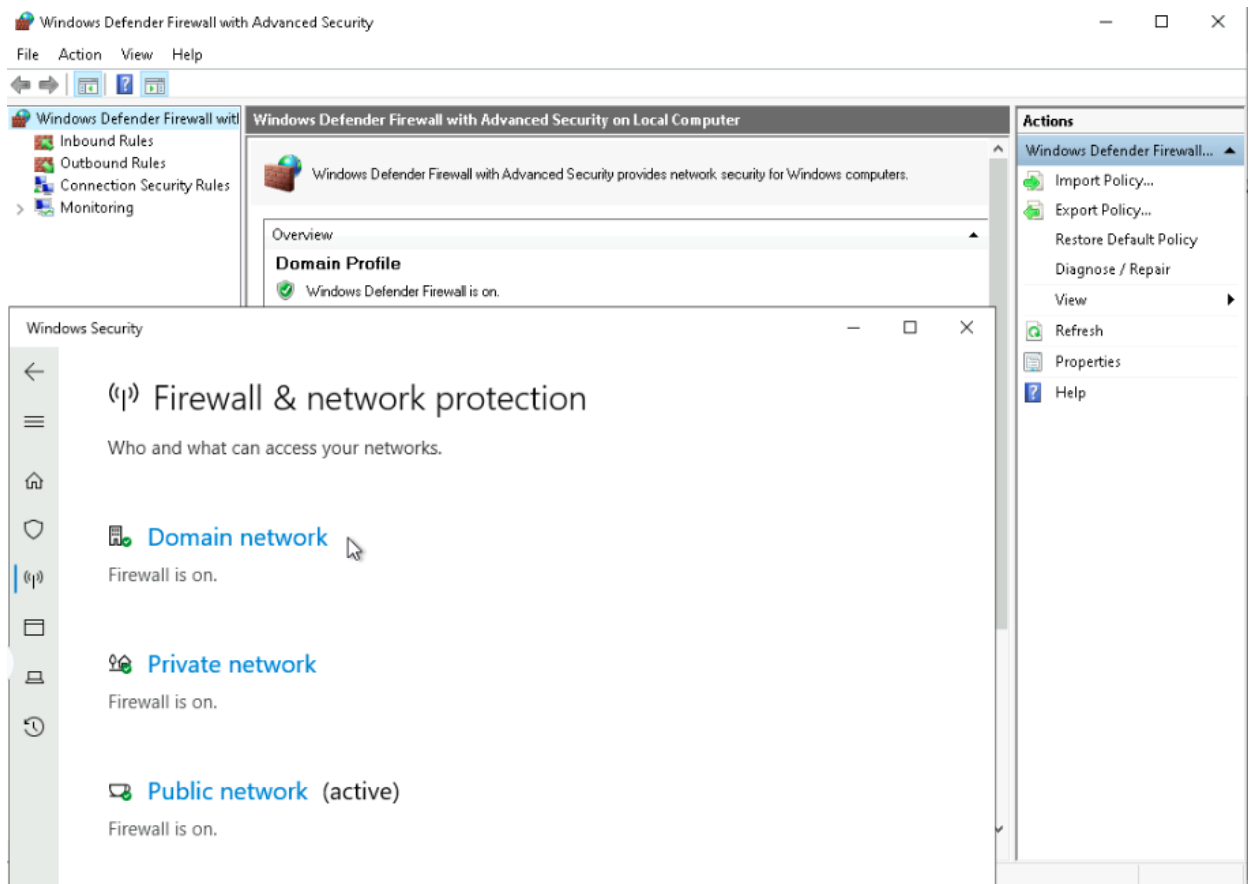 Windows Defender Firewall with Advanced Security
File Action View Help
Windows Defender Firewall witl
Inbound Rules
Outbound Rules
Connection Security Rules
Monitoring
Windows Defender Firewall with Advanced Security on Local Computer
Windows Defender Firewall with Advanced Security provides network security for Windows computers.
Overview
Domain Profile
Windows Defender Firewall is on.
Actions
Windows Defender Firewall...
Import Policy...
Export Policy...
Restore Default Policy
Diagnose / Repair
View
Refresh
Properties
Help
Windows Security
Firewall & network protection
Who and what can access your networks.
Domain network
Firewall is on.
Private network
Firewall is on.
Public network (active)
Firewall is on.